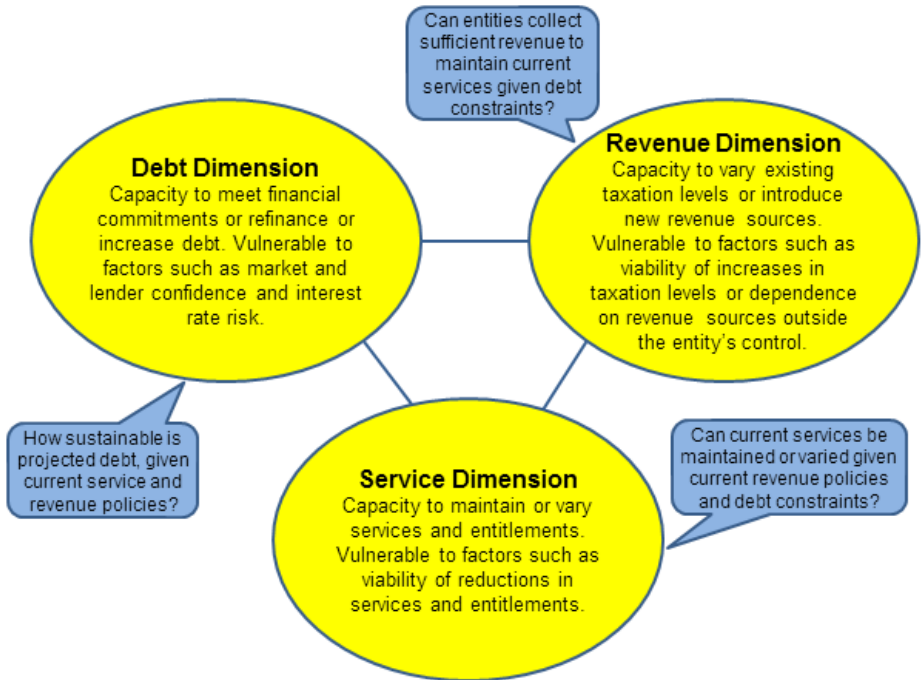 Can entities collect
sufficient revenue to
maintain current
services given debt
constraints?
Debt Dimension
Capacity to meet financial
commitments or refinance or
increase debt. Vulnerable to
factors such as market and
lender confidence and interest
rate risk.
Revenue Dimension
Capacity to vary existing
taxation levels or introduce
new revenue sources.
Vulnerable to factors such as
viability of increases in
taxation levels or dependence
on revenue sources outside
the entity's control.
How sustainable is
projected debt, given
current service and
revenue policies?
Service Dimension
Capacity to maintain or vary
services and entitlements.
Vulnerable to factors such as
viability of reductions in
services and entitlements.
Can current services be
maintained or varied given
current revenue policies
and debt constraints?